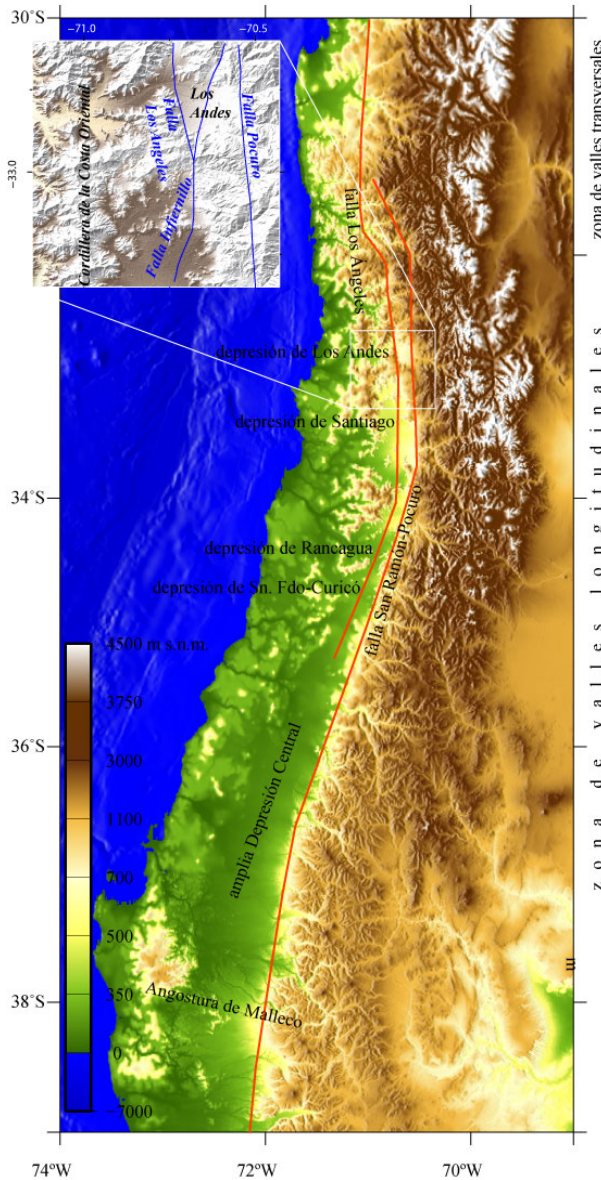 30°S
−71.0
−70.5
−33.0
Cordillera de la Costa Oriental
Falla
Los Angeles
Los
Andes
Falla Pocuro
Falla Infiernillo
zona de valles transversales
falla Los Angeles
depresión de Los Andes
depresión de Santiago
34°S
depresión de Rancagua
depresión de Sn. Fdo-Curicó
falla San Ramón-Pocuro
zona de valles longitudinales
4500 m s.n.m.
3750
3000
1100
700
500
350
0
−7000
36°S
amplia Depresión Central
m
38°S
Angostura de Malleco
74°W
72°W
70°W